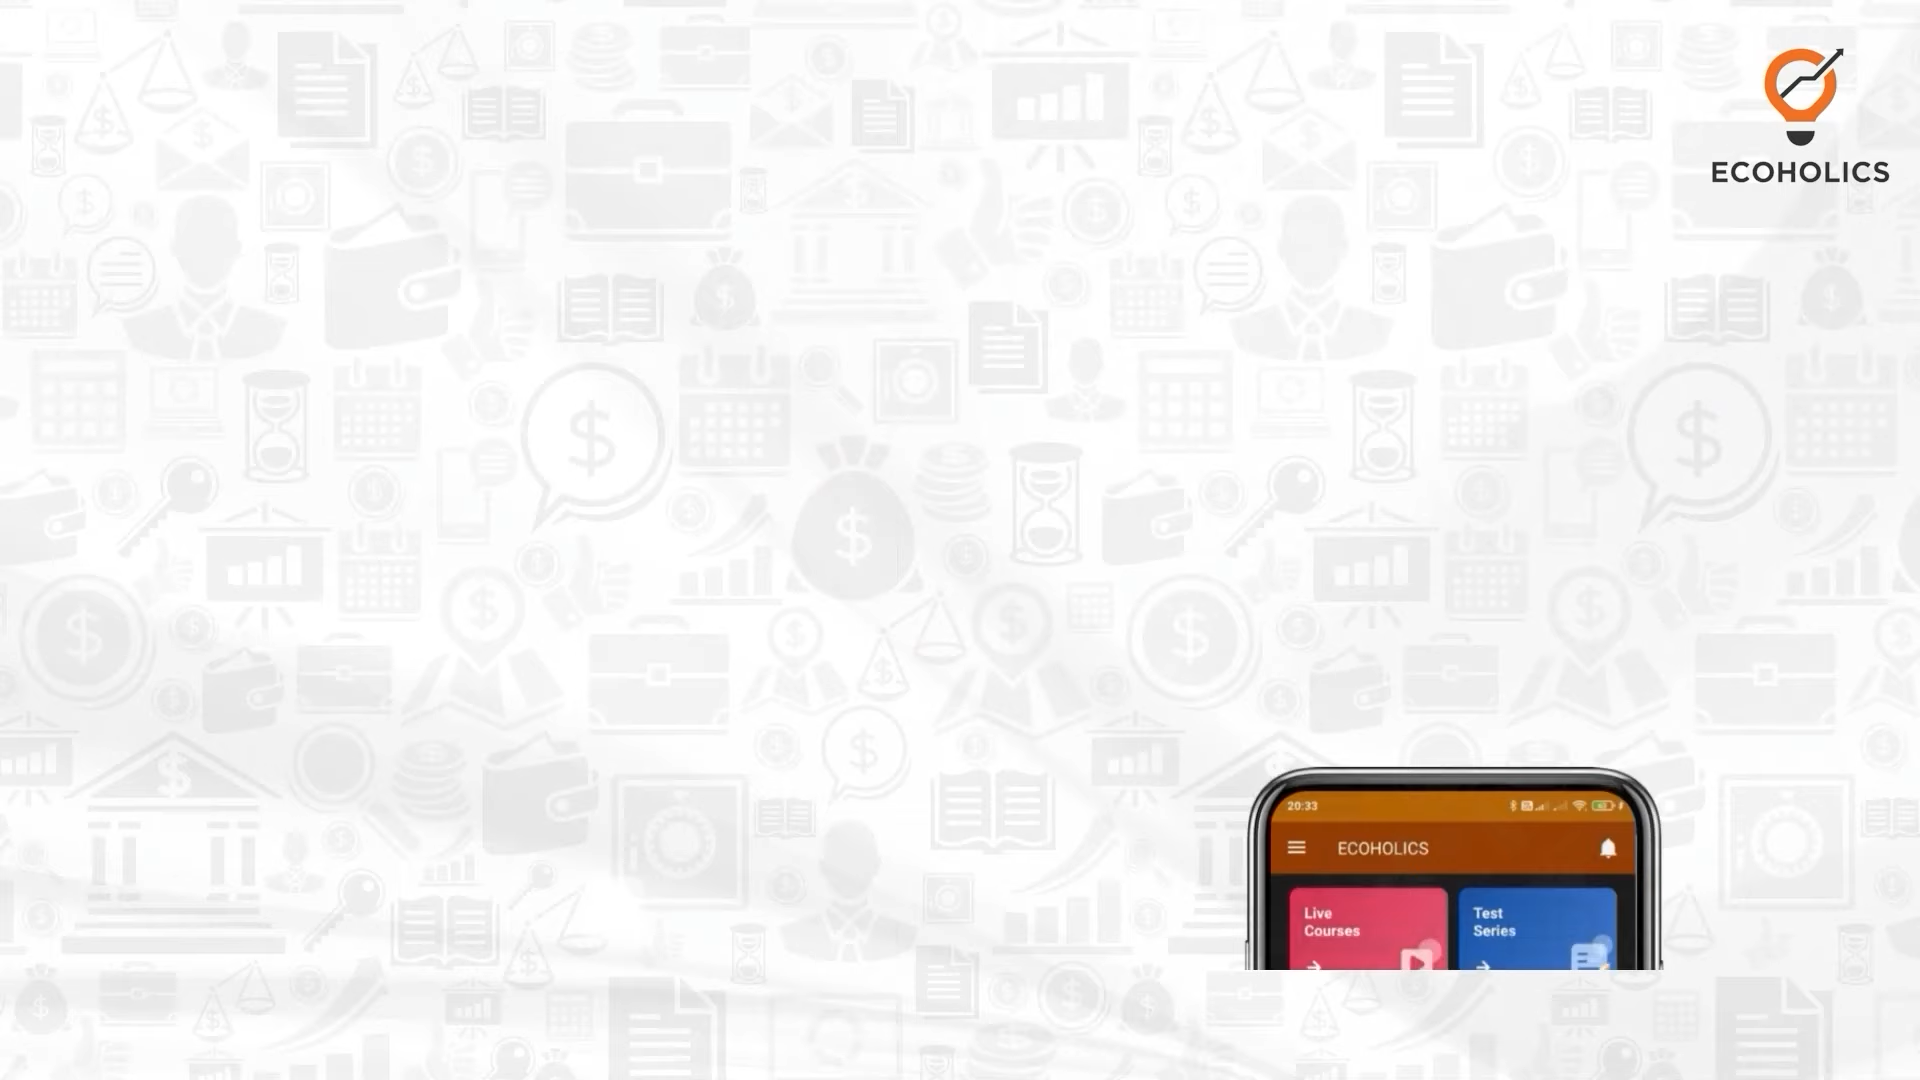 ECOHOLICS
20:33
ECOHOLICS
Live
Courses
Test
Series